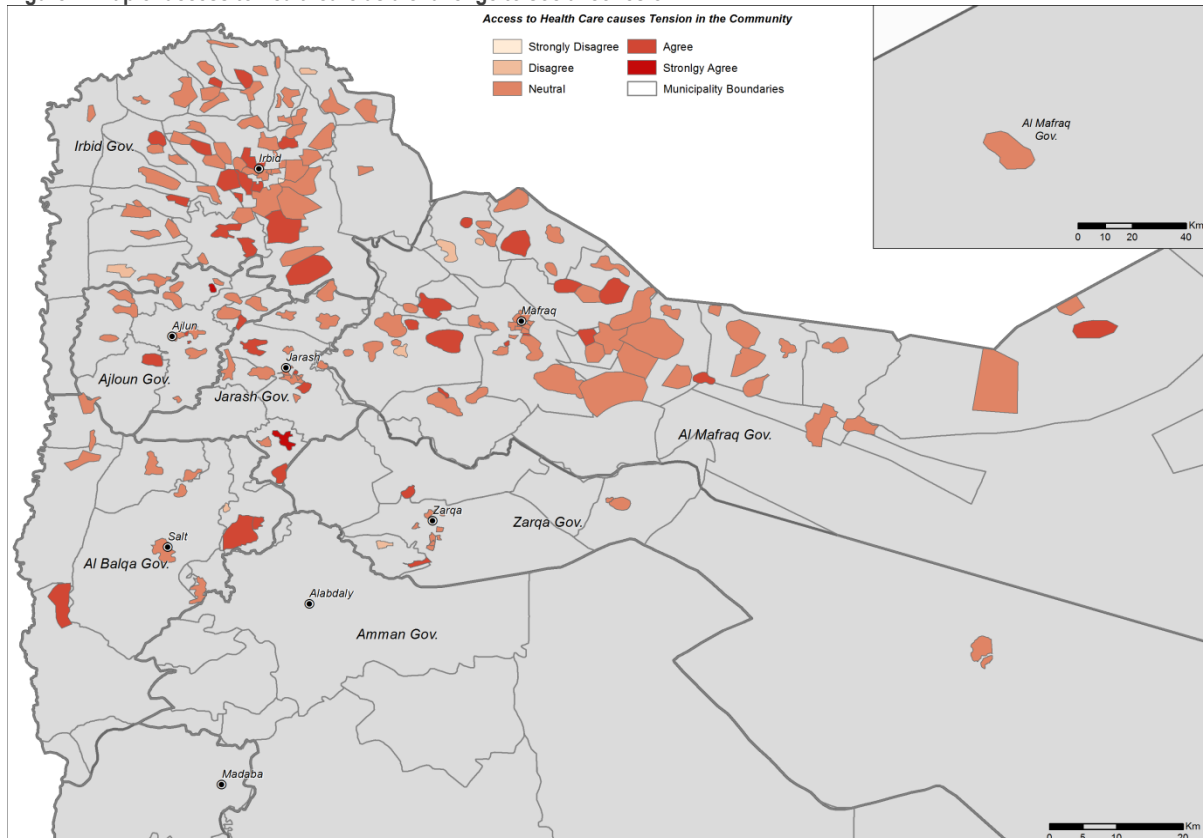 Access to Health Care causes Tension in the Community
Strongly Disagree
Agree
Disagree
Stronlgy Agree
Neutral
Municipality Boundaries
Al Mafraq
Gov.
Km
0 10 20 40
Irbid Gov.
Irbid
Mafraq
Ajlun
Jarash
Ajloun Gov.
Jarash Gov.
Al Mafraq Gov.
Zarqa
Zarqa Gov.
Salt
Al Balqa Gov.
Alabdaly
Amman Gov.
Madaba
Km
0 5 10 20